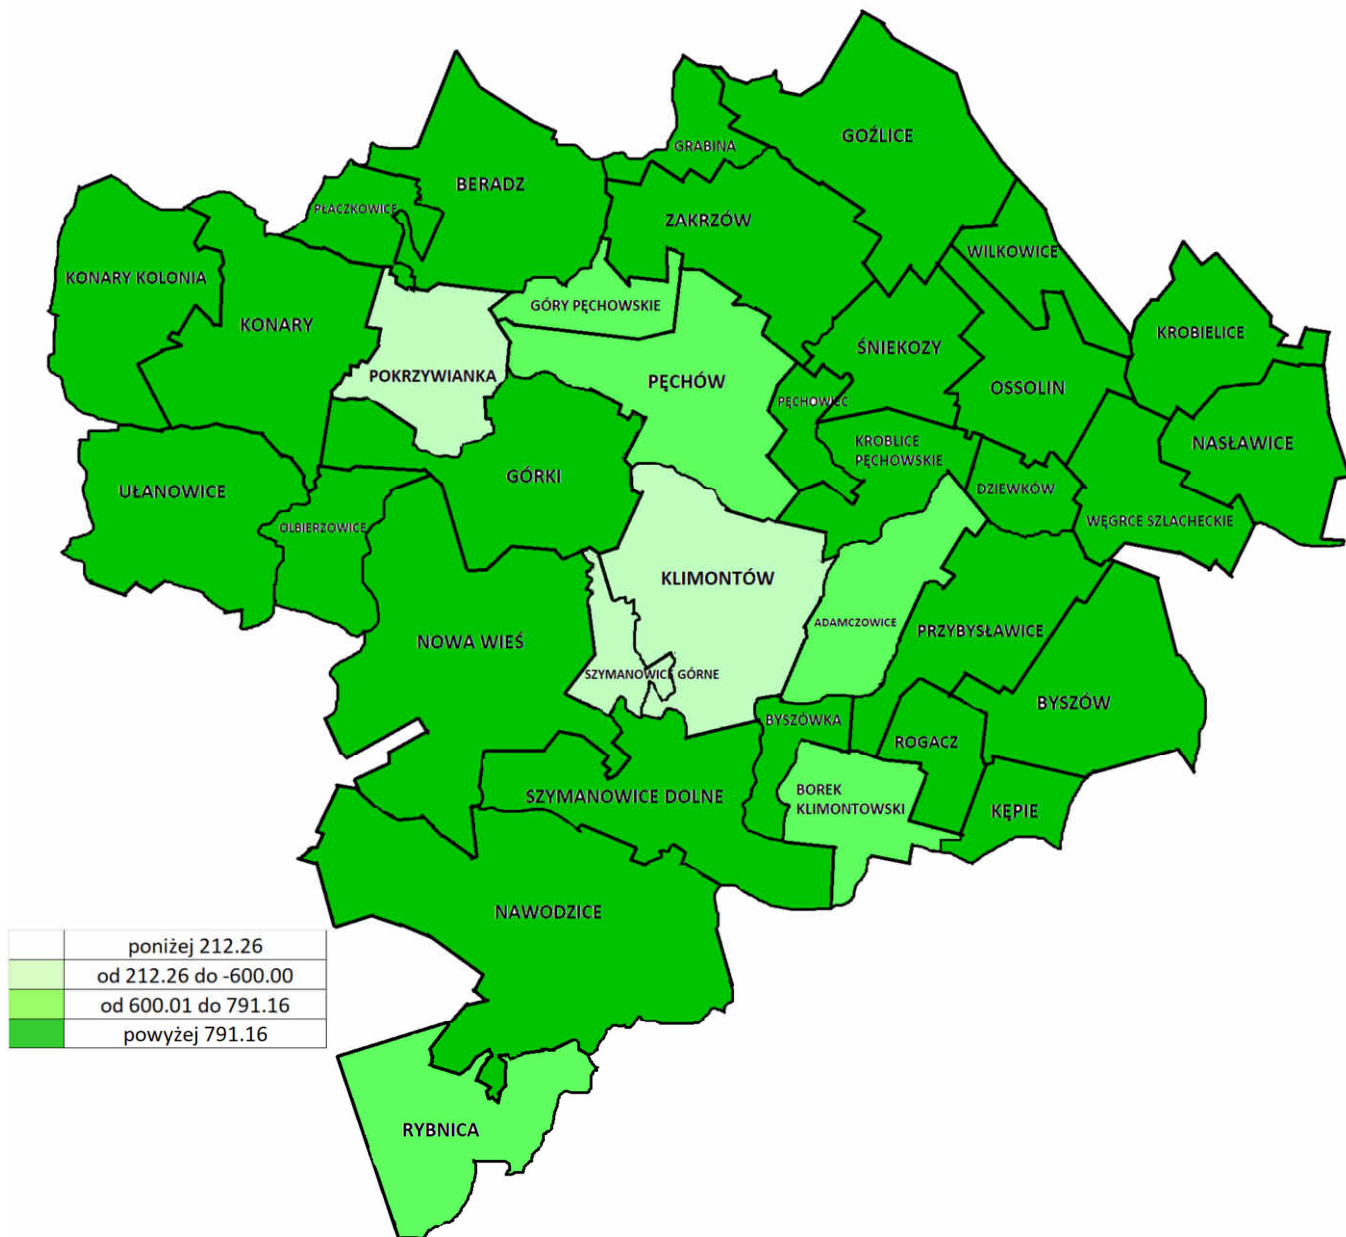 GOŹLICE
GRABINA
BERADZ
PŁACZKOWICE
ZAKRZÓW
WILKOWICE
KONARY KOLONIA
GÓRY PĘCHOWSKIE
KONARY
KROBIELICE
ŚNIEKOZY
POKRZYWIANKA
PĘCHÓW
OSSOLIN
PĘCHOWIEC
KROBLICE
PĘCHOWSKIE
NASŁAWICE
GÓRKI
UŁANOWICE
DZIEWKÓW
OLBIERZOWICE
WĘGRCE SZLACHECKIE
KLIMONTÓW
ADAMCZOWICE
PRZYBYSŁAWICE
NOWA WIEŚ
SZYMANOWICE GÓRNE
BYSZÓW
BYSZÓWKA
ROGACZ
BOREK
KLIMONTOWSKI
SZYMANOWICE DOLNE
KĘPIE
NAWODZICE
poniżej 212.26
od 212.26 do -600.00
od 600.01 do 791.16
powyżej 791.16
RYBNICA